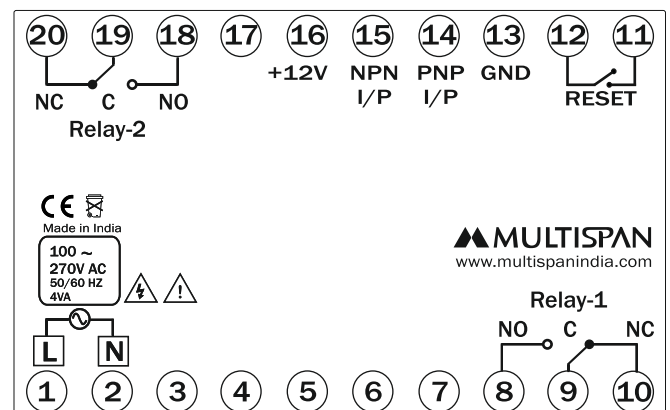 20 19 18 17 16 15 14 13 12 11
+12V NPN PNP GND
I/P I/P
NC C NO
RESET
Relay-2
CE
Made in India
100 ~
270V AC
50/60 HZ
4VA
L N
MULTISPAN
www.multispanindia.com
Relay-1
NO C NC
1 2 3 4 5 6 7 8 9 10